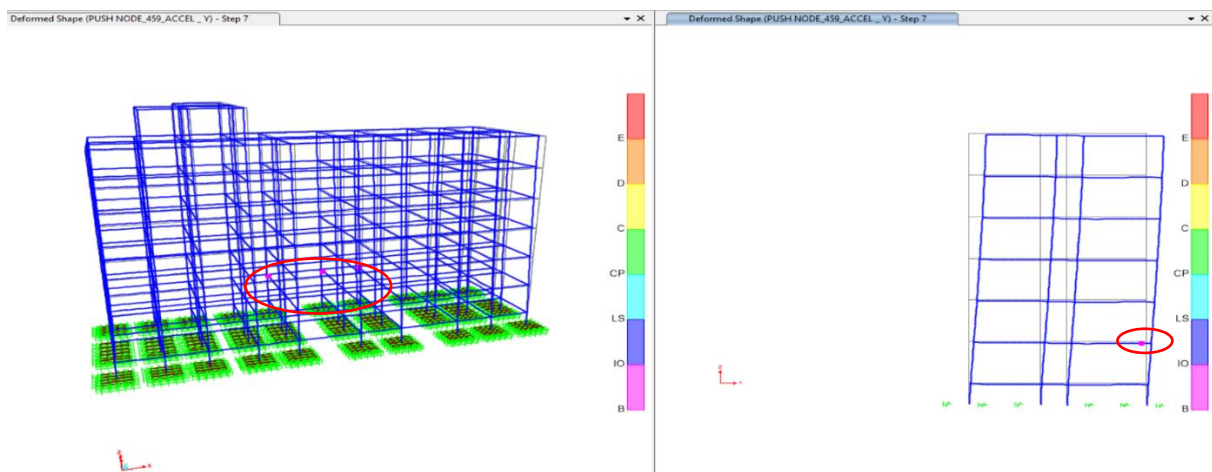 Deformed Shape (PUSH NODE_459_ACCEL _ Y) - Step 7
E
D
C
CP
LS
IO
B
Z
X
Deformed Shape (PUSH NODE_459_ACCEL _ Y) - Step 7
E
D
C
CP
LS
IO
B
Z
Y